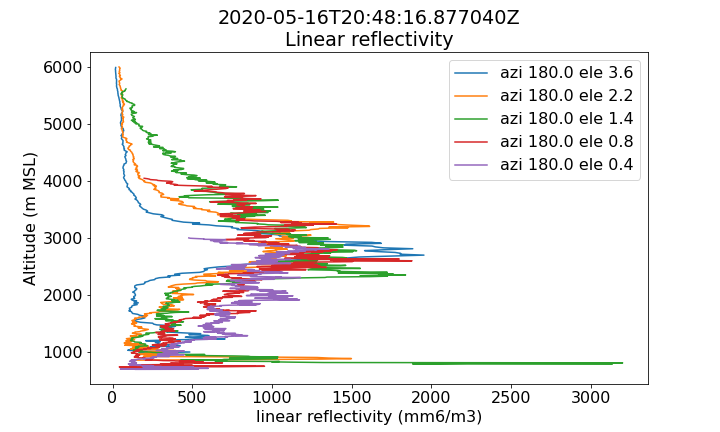 2020-05-16T20:48:16.877040Z
Linear reflectivity
azi 180.0 ele 3.6
azi 180.0 ele 2.2
azi 180.0 ele 1.4
azi 180.0 ele 0.8
azi 180.0 ele 0.4
Altitude (m MSL)
6000
5000
4000
3000
2000
1000
0 500 1000 1500 2000 2500 3000
linear reflectivity (mm6/m3)